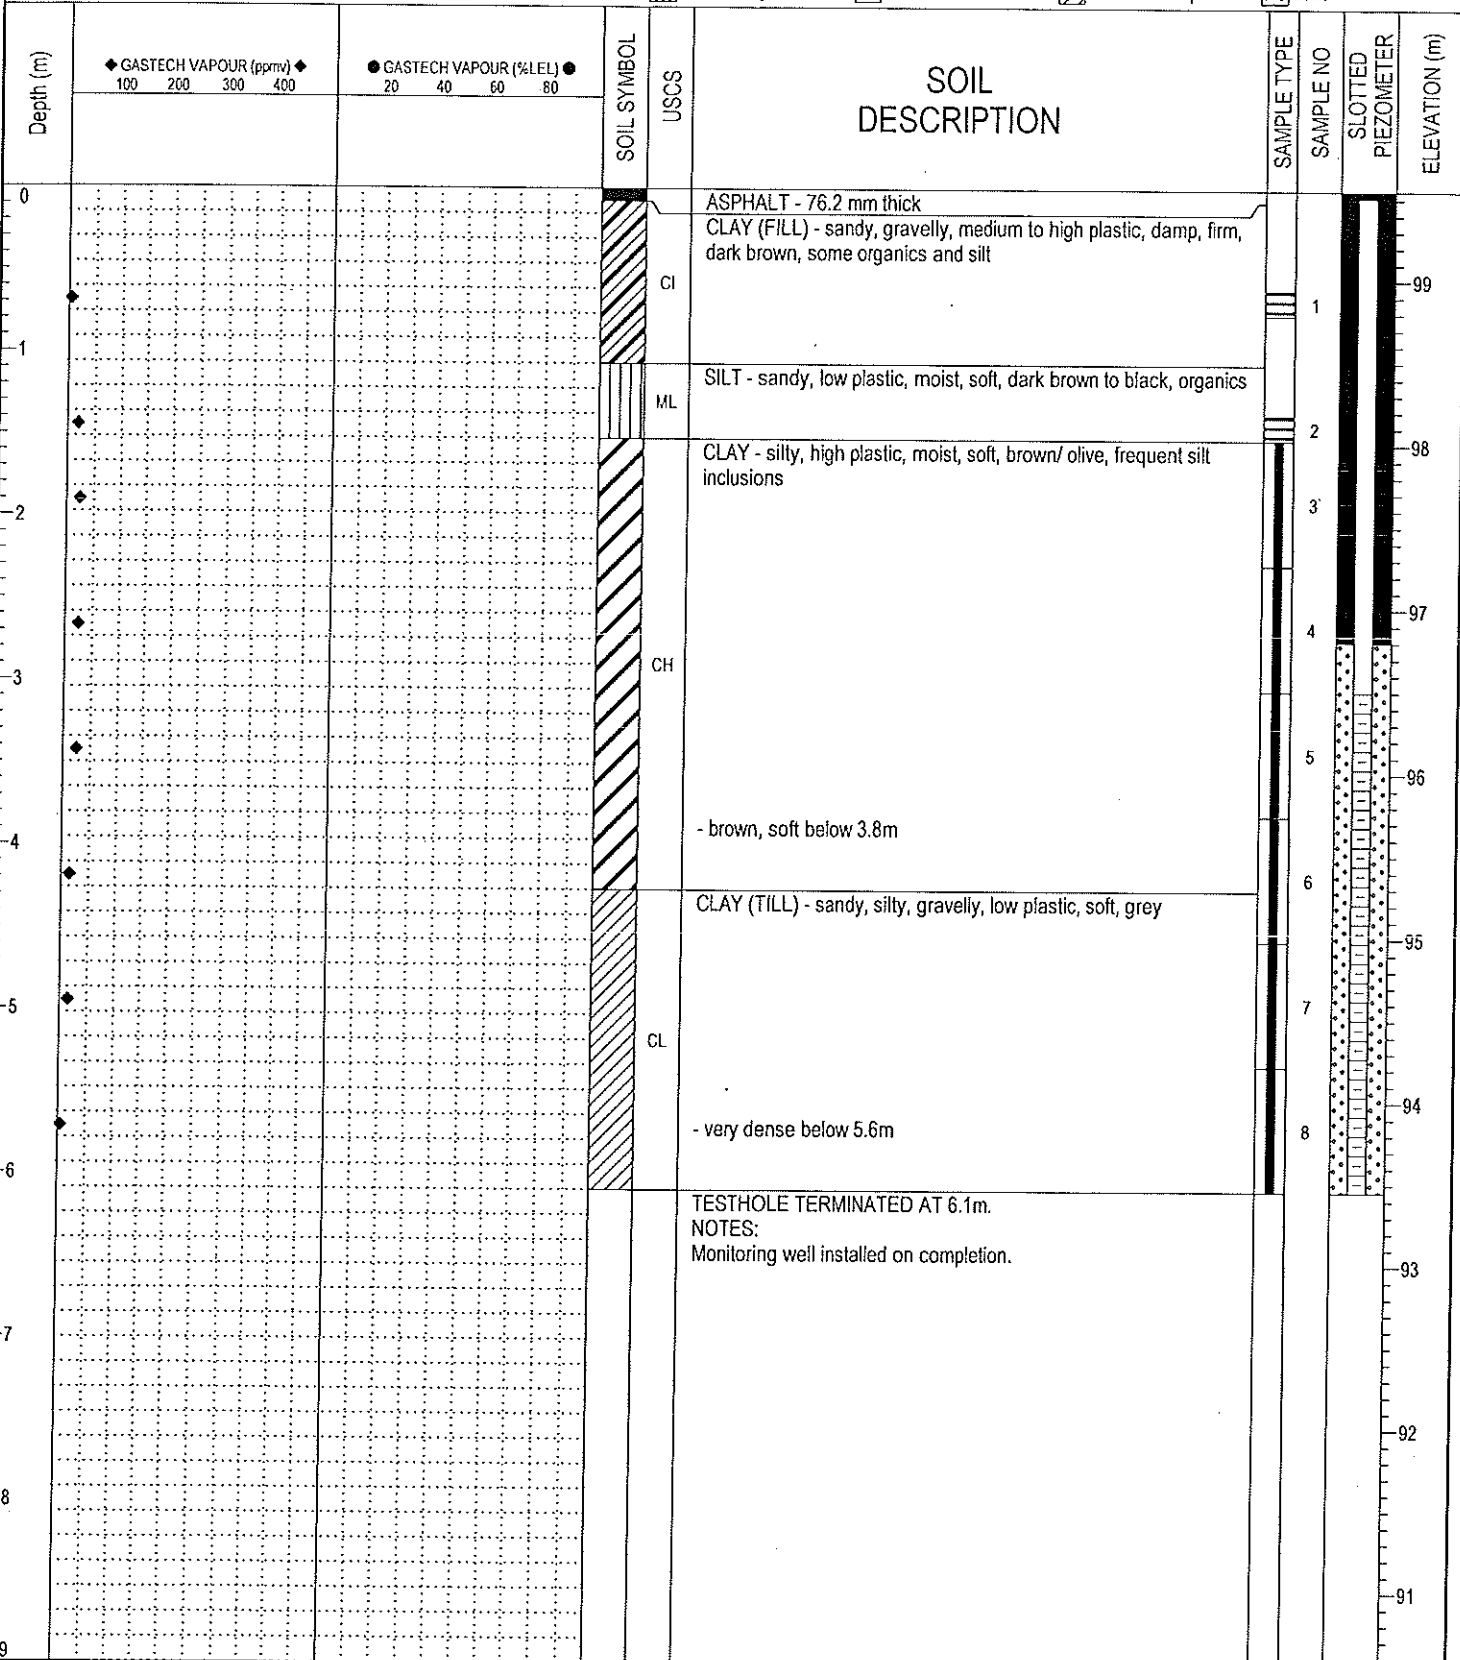 Depth (m)
◆ GASTECH VAPOUR (ppmv) ◆
100 200 300 400
● GASTECH VAPOUR (%LEL) ●
20 40 60 80
SOIL SYMBOL
USCS
SOIL
DESCRIPTION
SAMPLE TYPE
SAMPLE NO
SLOTTED
PIEZOMETER
ELEVATION (m)
0
ASPHALT - 76.2 mm thick
CLAY (FILL) - sandy, gravelly, medium to high plastic, damp, firm,
dark brown, some organics and silt
CI
99
1
1
SILT - sandy, low plastic, moist, soft, dark brown to black, organics
ML
2
CLAY - silty, high plastic, moist, soft, brown/ olive, frequent silt
inclusions
98
3
2
97
4
CH
3
5
96
- brown, soft below 3.8m
4
6
CLAY (TILL) - sandy, silty, gravelly, low plastic, soft, grey
95
5
7
CL
94
- very dense below 5.6m
8
6
TESTHOLE TERMINATED AT 6.1m.
NOTES:
Monitoring well installed on completion.
93
7
92
8
91
9